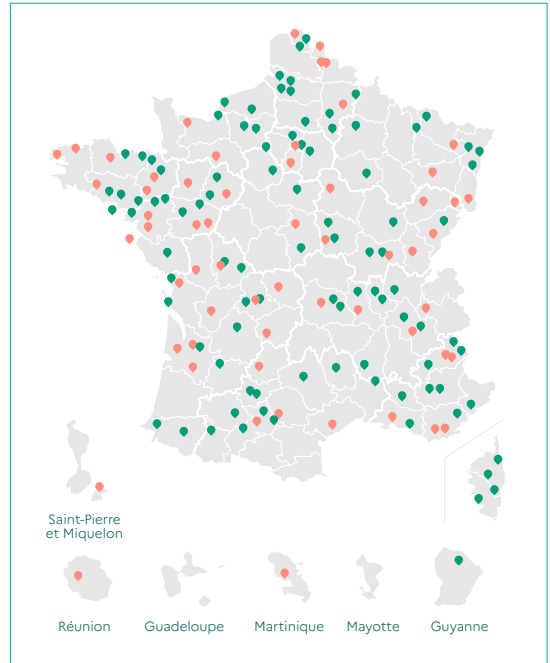 Saint-Pierre
et Miquelon
Réunion
Guadeloupe
Martinique
Mayotte
Guyanne